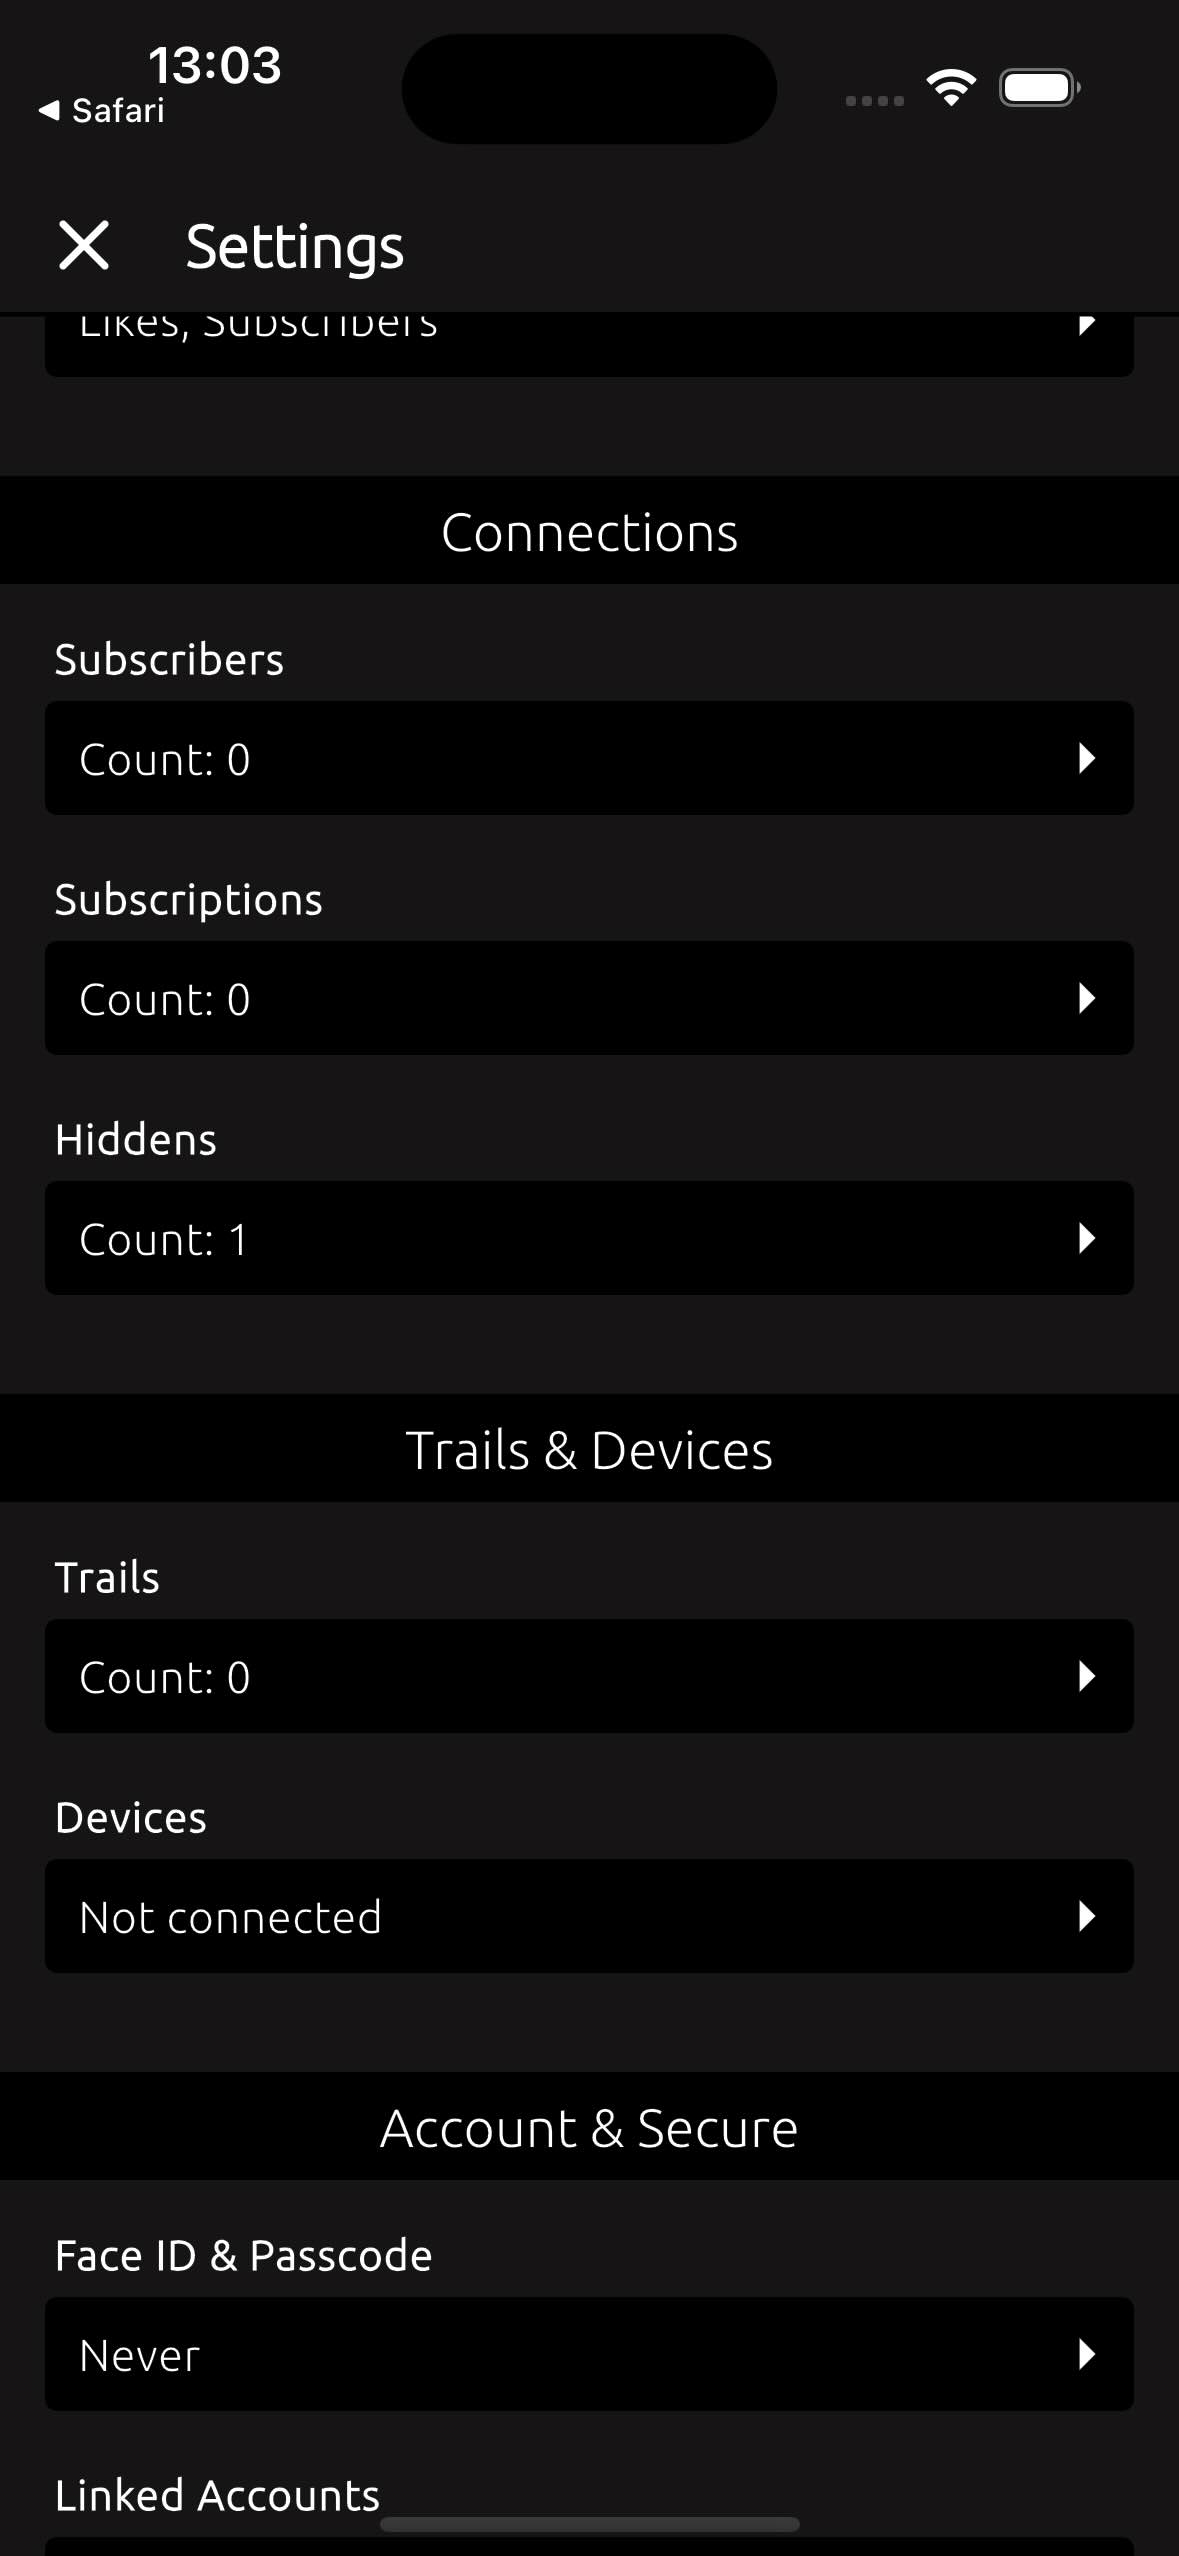 13:03
Safari
Settings
Likes, Subscribers
Connections
Subscribers
Count: 0
Subscriptions
Count: 0
Hiddens
Count: 1
Trails & Devices
Trails
Count: 0
Devices
Not connected
Account & Secure
Face ID & Passcode
Never
Linked Accounts